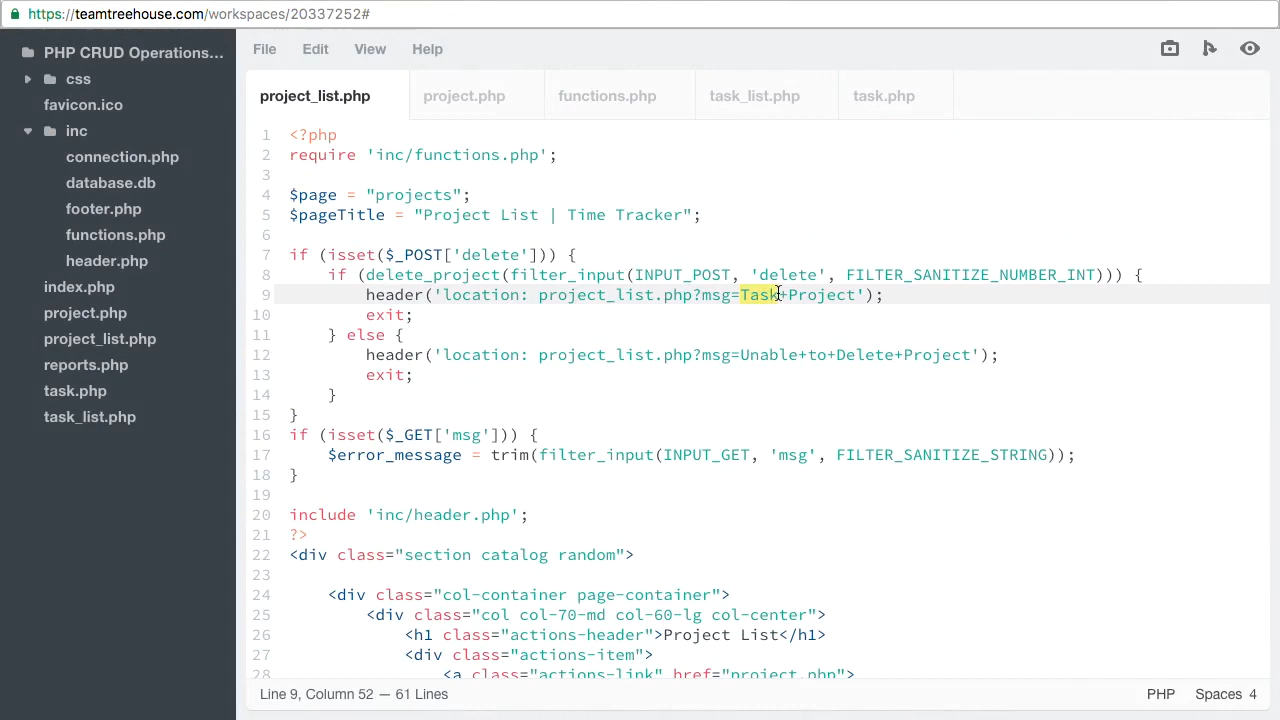 https://teamtreehouse.com/workspaces/20337252#
PHP CRUD Operations...
css
favicon.ico
inc
connection.php
database.db
footer.php
functions.php
header.php
index.php
project.php
project_list.php
reports.php
task.php
task_list.php
File Edit View Help
project_list.php project.php functions.php task_list.php task.php
1 <?php
2 require 'inc/functions.php';
3
4 $page = "projects";
5 $pageTitle = "Project List | Time Tracker";
6
7 if (isset($_POST['delete'])) {
8 if (delete_project(filter_input(INPUT_POST, 'delete', FILTER_SANITIZE_NUMBER_INT))) {
9 header('location: project_list.php?msg=Task+Project');
10 exit;
11 } else {
12 header('location: project_list.php?msg=Unable+to+Delete+Project');
13 exit;
14 }
15 }
16 if (isset($_GET['msg'])) {
17 $error_message = trim(filter_input(INPUT_GET, 'msg', FILTER_SANITIZE_STRING));
18 }
19
20 include 'inc/header.php';
21 ?>
22 <div class="section catalog random">
23
24 <div class="col-container page-container">
25 <div class="col col-70-md col-60-lg col-center">
26 <h1 class="actions-header">Project List</h1>
27 <div class="actions-item">
28 <a class="actions-link" href="project.php">
Line 9, Column 52 — 61 Lines
PHP Spaces 4